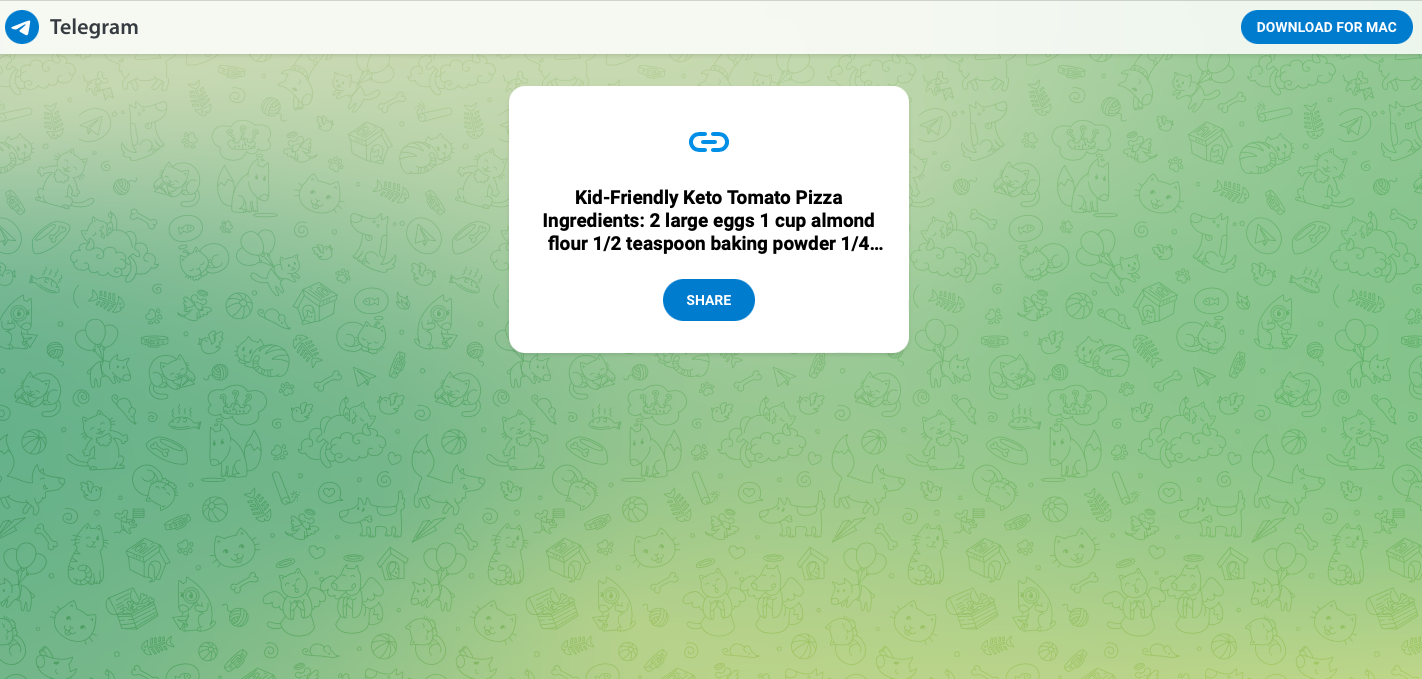 Telegram
DOWNLOAD FOR MAC
Kid-Friendly Keto Tomato Pizza
Ingredients: 2 large eggs 1 cup almond
flour 1/2 teaspoon baking powder 1/4...
SHARE